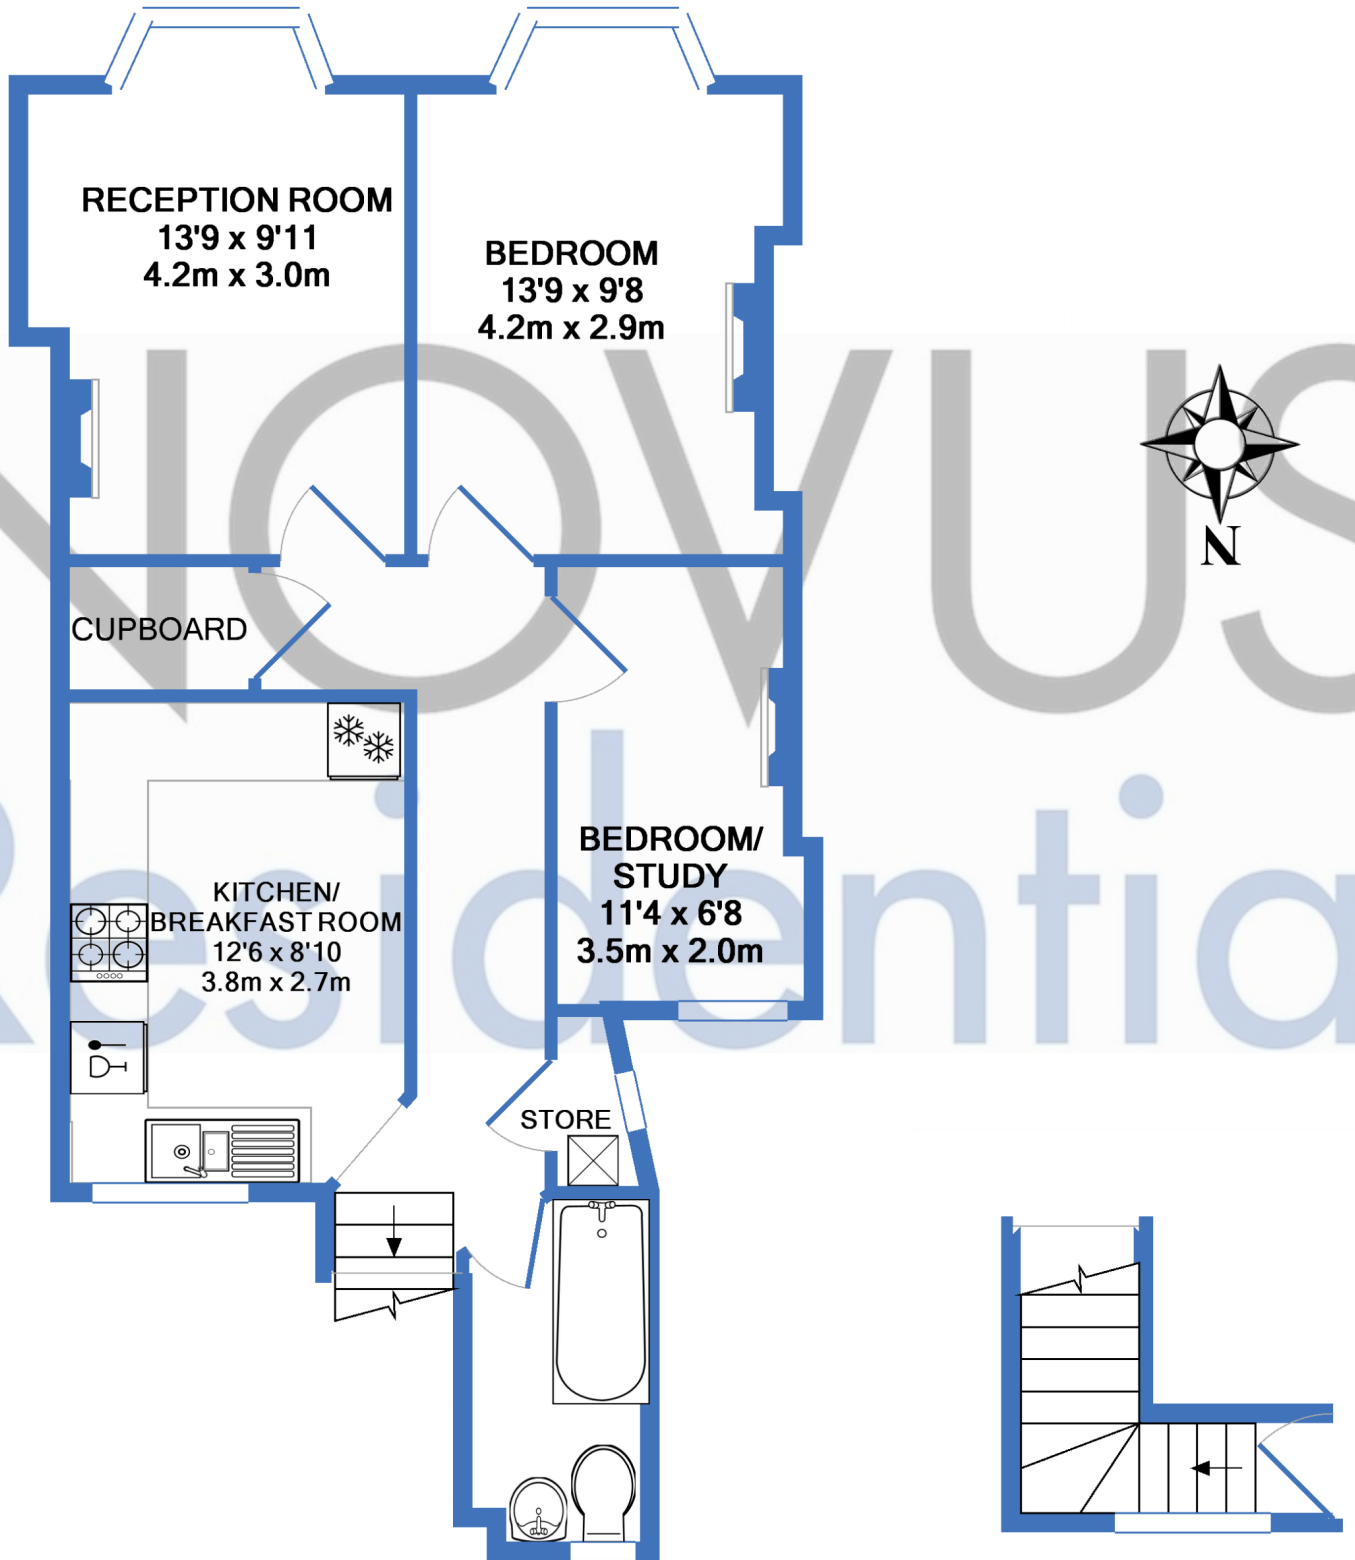 RECEPTION ROOM
13'9 x 9'11
4.2m x 3.0m
BEDROOM
13'9 x 9'8
4.2m x 2.9m
NOVUS
N
CUPBOARD
Residentia
BEDROOM/
STUDY
11'4 x 6'8
3.5m x 2.0m
KITCHEN/
BREAKFAST ROOM
12'6 x 8'10
3.8m x 2.7m
STORE